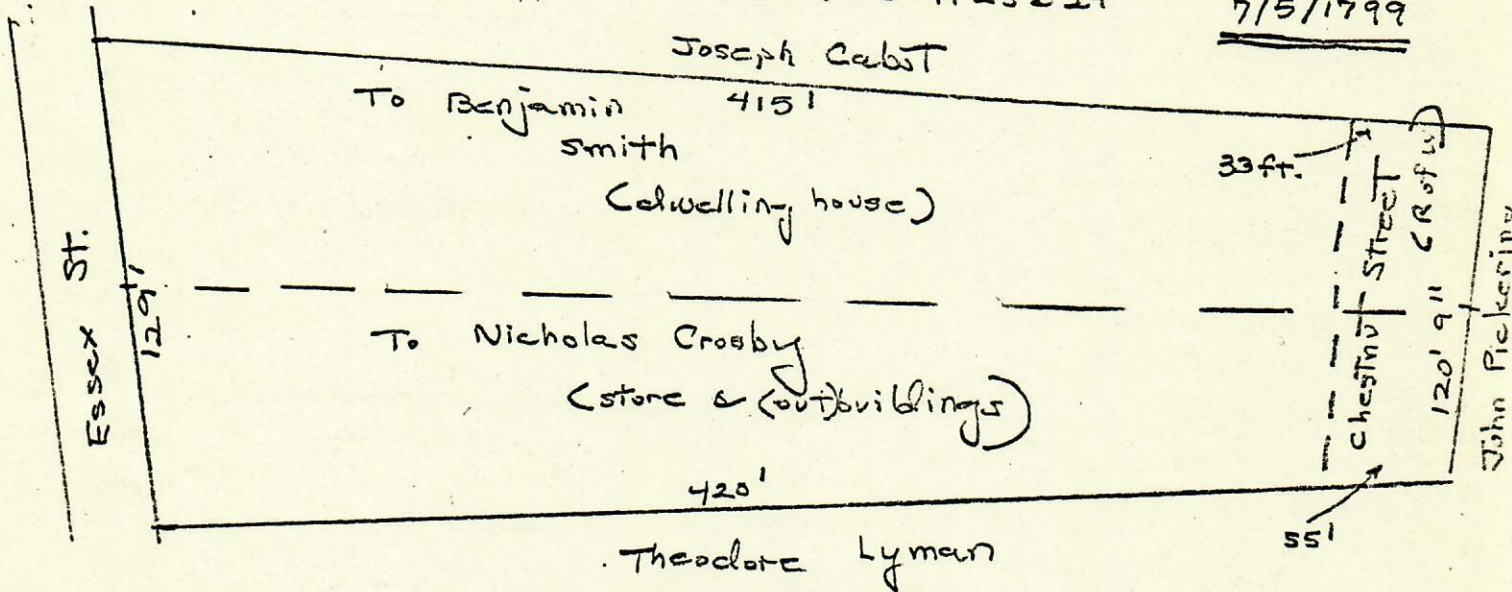 7/5/1799
Joseph Cabot
To Benjamin 415'
Smith
(dwelling house)
33 ft.
Chestnut Street
(R of W)
120' 9"
John Pickering
Essex St.
129'
To Nicholas Crosby
(store & (out)buildings)
420'
55'
Theodore Lyman